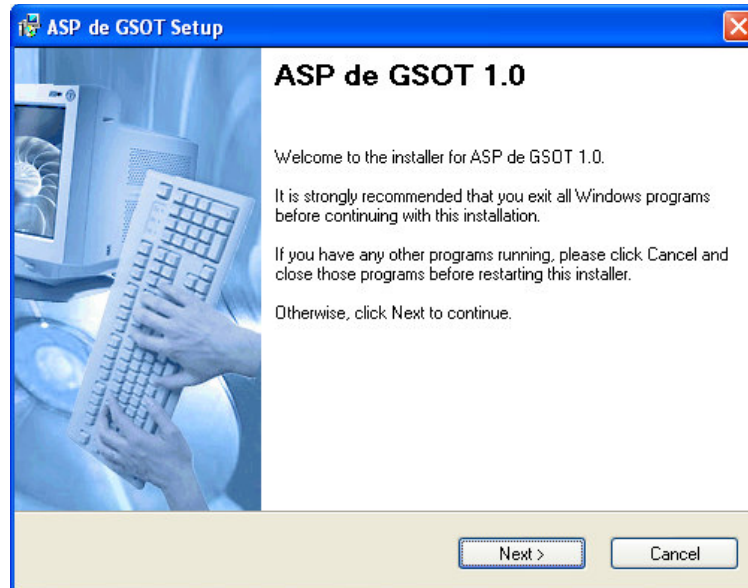 ASP de GSOT Setup
ASP de GSOT 1.0
Welcome to the installer for ASP de GSOT 1.0.
It is strongly recommended that you exit all Windows programs
before continuing with this installation.
If you have any other programs running, please click Cancel and
close those programs before restarting this installer.
Otherwise, click Next to continue.
Next >
Cancel